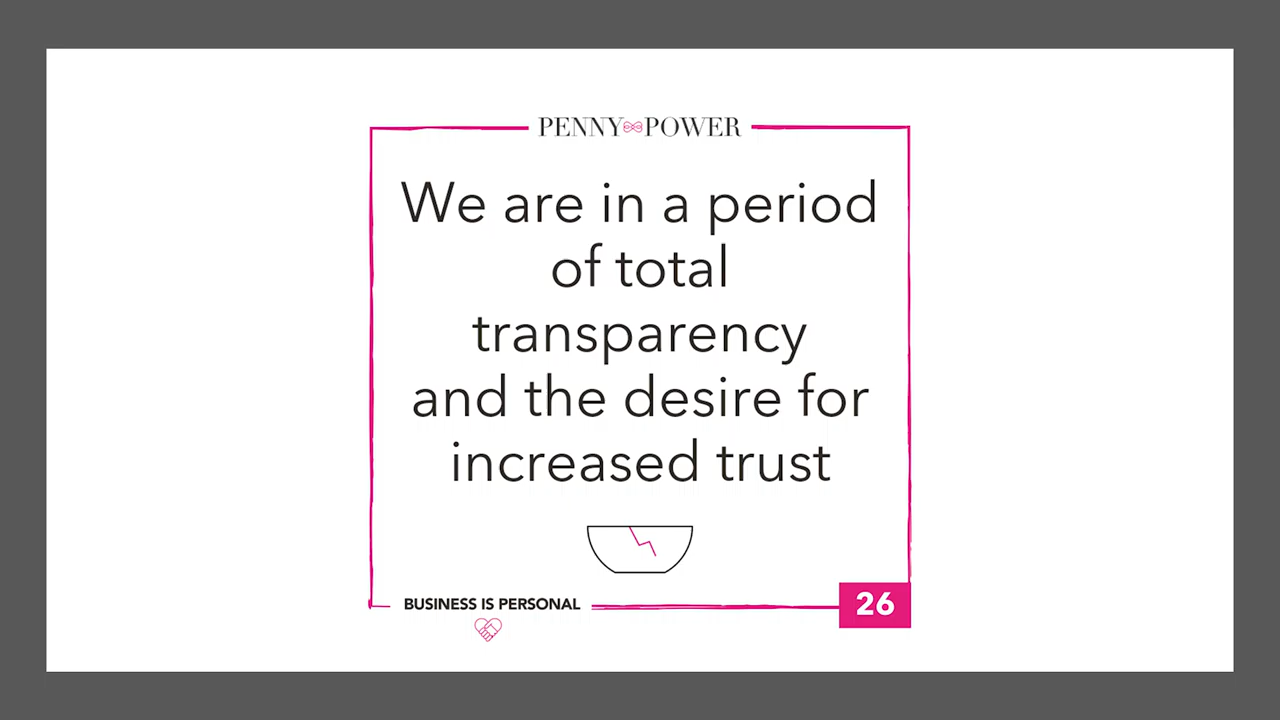 PENNY POWER
We are in a period
of total
transparency
and the desire for
increased trust
BUSINESS IS PERSONAL
26